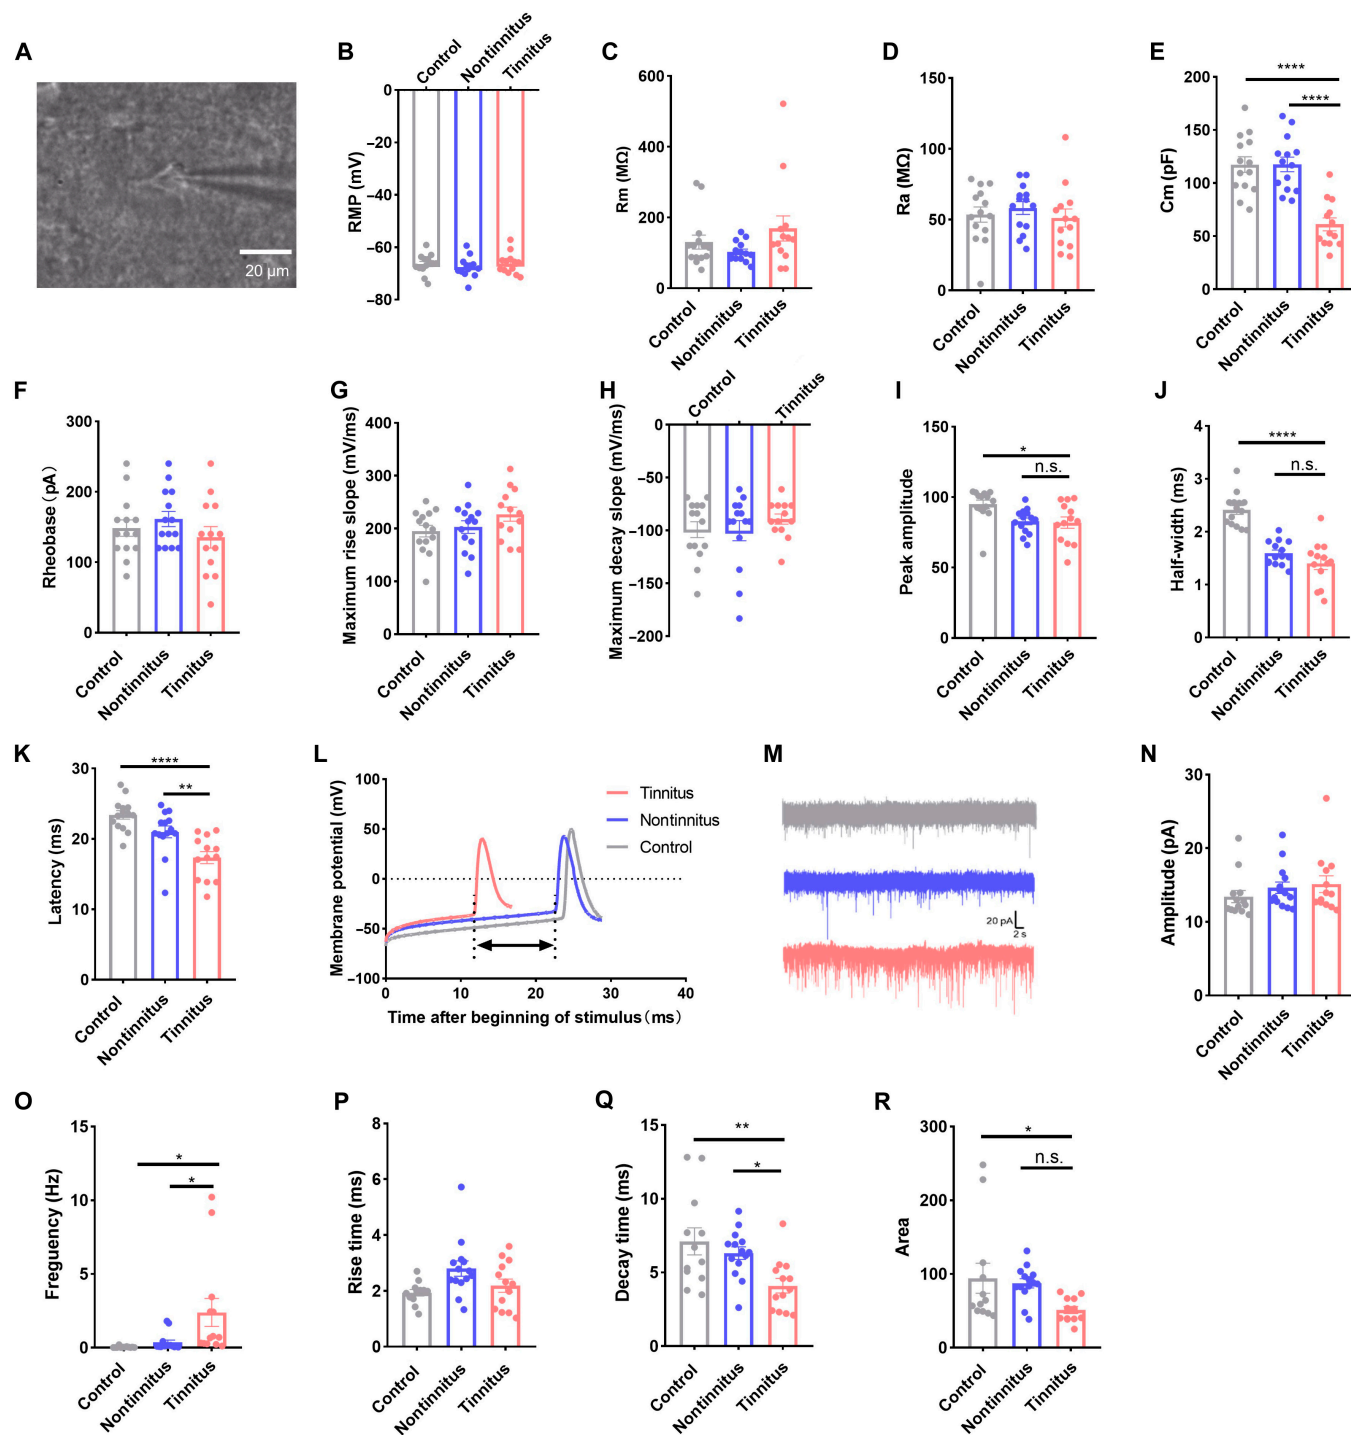 A
20 µm
B
Control
Nontinnitus
Tinnitus
RMP (mV)
0
−20
−40
−60
−80
C
Rm (MΩ)
600
400
200
0
Control
Nontinnitus
Tinnitus
D
Ra (MΩ)
150
100
50
0
Control
Nontinnitus
Tinnitus
E
Cm (pF)
200
150
100
50
0
****
****
Control
Nontinnitus
Tinnitus
F
Rheobase (pA)
300
200
100
0
Control
Nontinnitus
Tinnitus
G
Maximum rise slope (mV/ms)
400
300
200
100
0
Control
Nontinnitus
Tinnitus
H
Control
Tinnitus
Maximum decay slope (mV/ms)
0
−50
−100
−150
−200
I
Peak amplitude
150
100
50
0
*
n.s.
Control
Nontinnitus
Tinnitus
J
Half-width (ms)
4
3
2
1
0
****
n.s.
Control
Nontinnitus
Tinnitus
K
Latency (ms)
30
20
10
0
****
**
Control
Nontinnitus
Tinnitus
L
Membrane potential (mV)
100
50
0
−50
−100
Tinnitus
Nontinnitus
Control
0
10
20
30
40
Time after beginning of stimulus (ms)
M
20 pA
2 s
N
Amplitude (pA)
30
20
10
0
Control
Nontinnitus
Tinnitus
O
Freguency (Hz)
15
10
5
0
*
*
Control
Nontinnitus
Tinnitus
P
Rise time (ms)
8
6
4
2
0
Control
Nontinnitus
Tinnitus
Q
Decay time (ms)
15
10
5
0
**
*
Control
Nontinnitus
Tinnitus
R
Area
300
200
100
0
*
n.s.
Control
Nontinnitus
Tinnitus